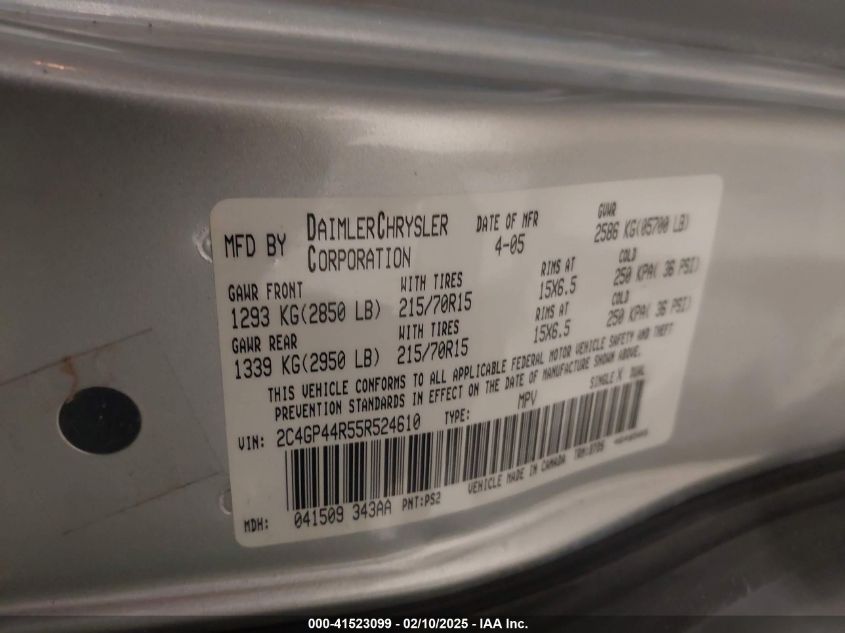 MFD BY DAIMLERCHRYSLER CORPORATION
DATE OF MFR 4-05
GVWR 2586 KG(05700 LB)
GAWR FRONT WITH TIRES RIMS AT COLD
1293 KG(2850 LB) 215/70R15 15X6.5 250 KPA( 36 PSI)
GAWR REAR WITH TIRES RIMS AT COLD
1339 KG(2950 LB) 215/70R15 15X6.5 250 KPA( 36 PSI)
THIS VEHICLE CONFORMS TO ALL APPLICABLE FEDERAL MOTOR VEHICLE SAFETY AND THEFT
PREVENTION STANDARDS IN EFFECT ON THE DATE OF MANUFACTURE SHOWN ABOVE.
VIN: 2C4GP44R55R524610 TYPE: MPV SINGLE X DUAL
MDH: 041509 343AA PNT:PS2 VEHICLE MADE IN CANADA
000-41523099 - 02/10/2025 - IAA Inc.